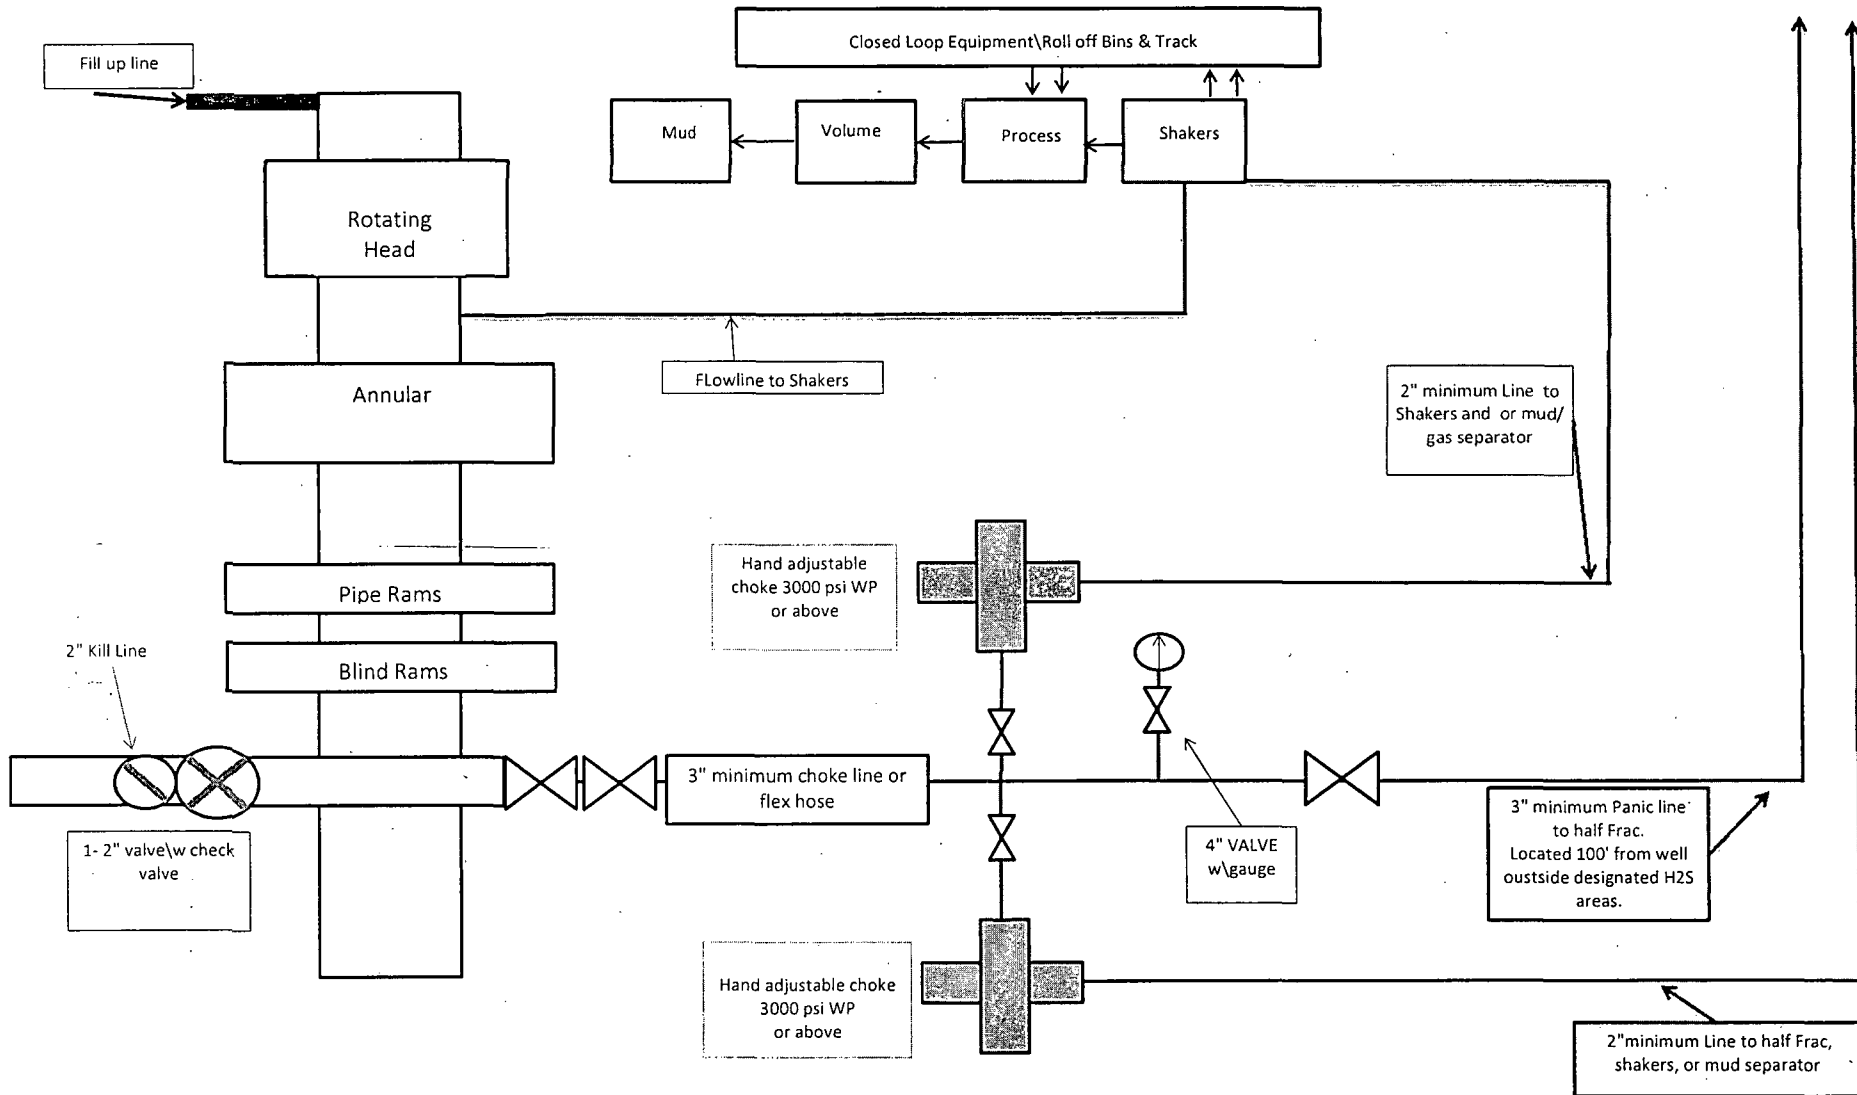 Closed Loop Equipment\Roll off Bins & Track
Fill up line
Mud
Volume
Process
Shakers
Rotating
Head
FLowline to Shakers
Annular
2" minimum Line to
Shakers and or mud/
gas separator
Hand adjustable
choke 3000 psi WP
or above
Pipe Rams
2" Kill Line
Blind Rams
3" minimum choke line or
flex hose
1- 2" valve\w check
valve
4" VALVE
w\gauge
3" minimum Panic line
to half Frac.
Located 100' from well
oustside designated H2S
areas.
Hand adjustable choke
3000 psi WP
or above
2"minimum Line to half Frac,
shakers, or mud separator